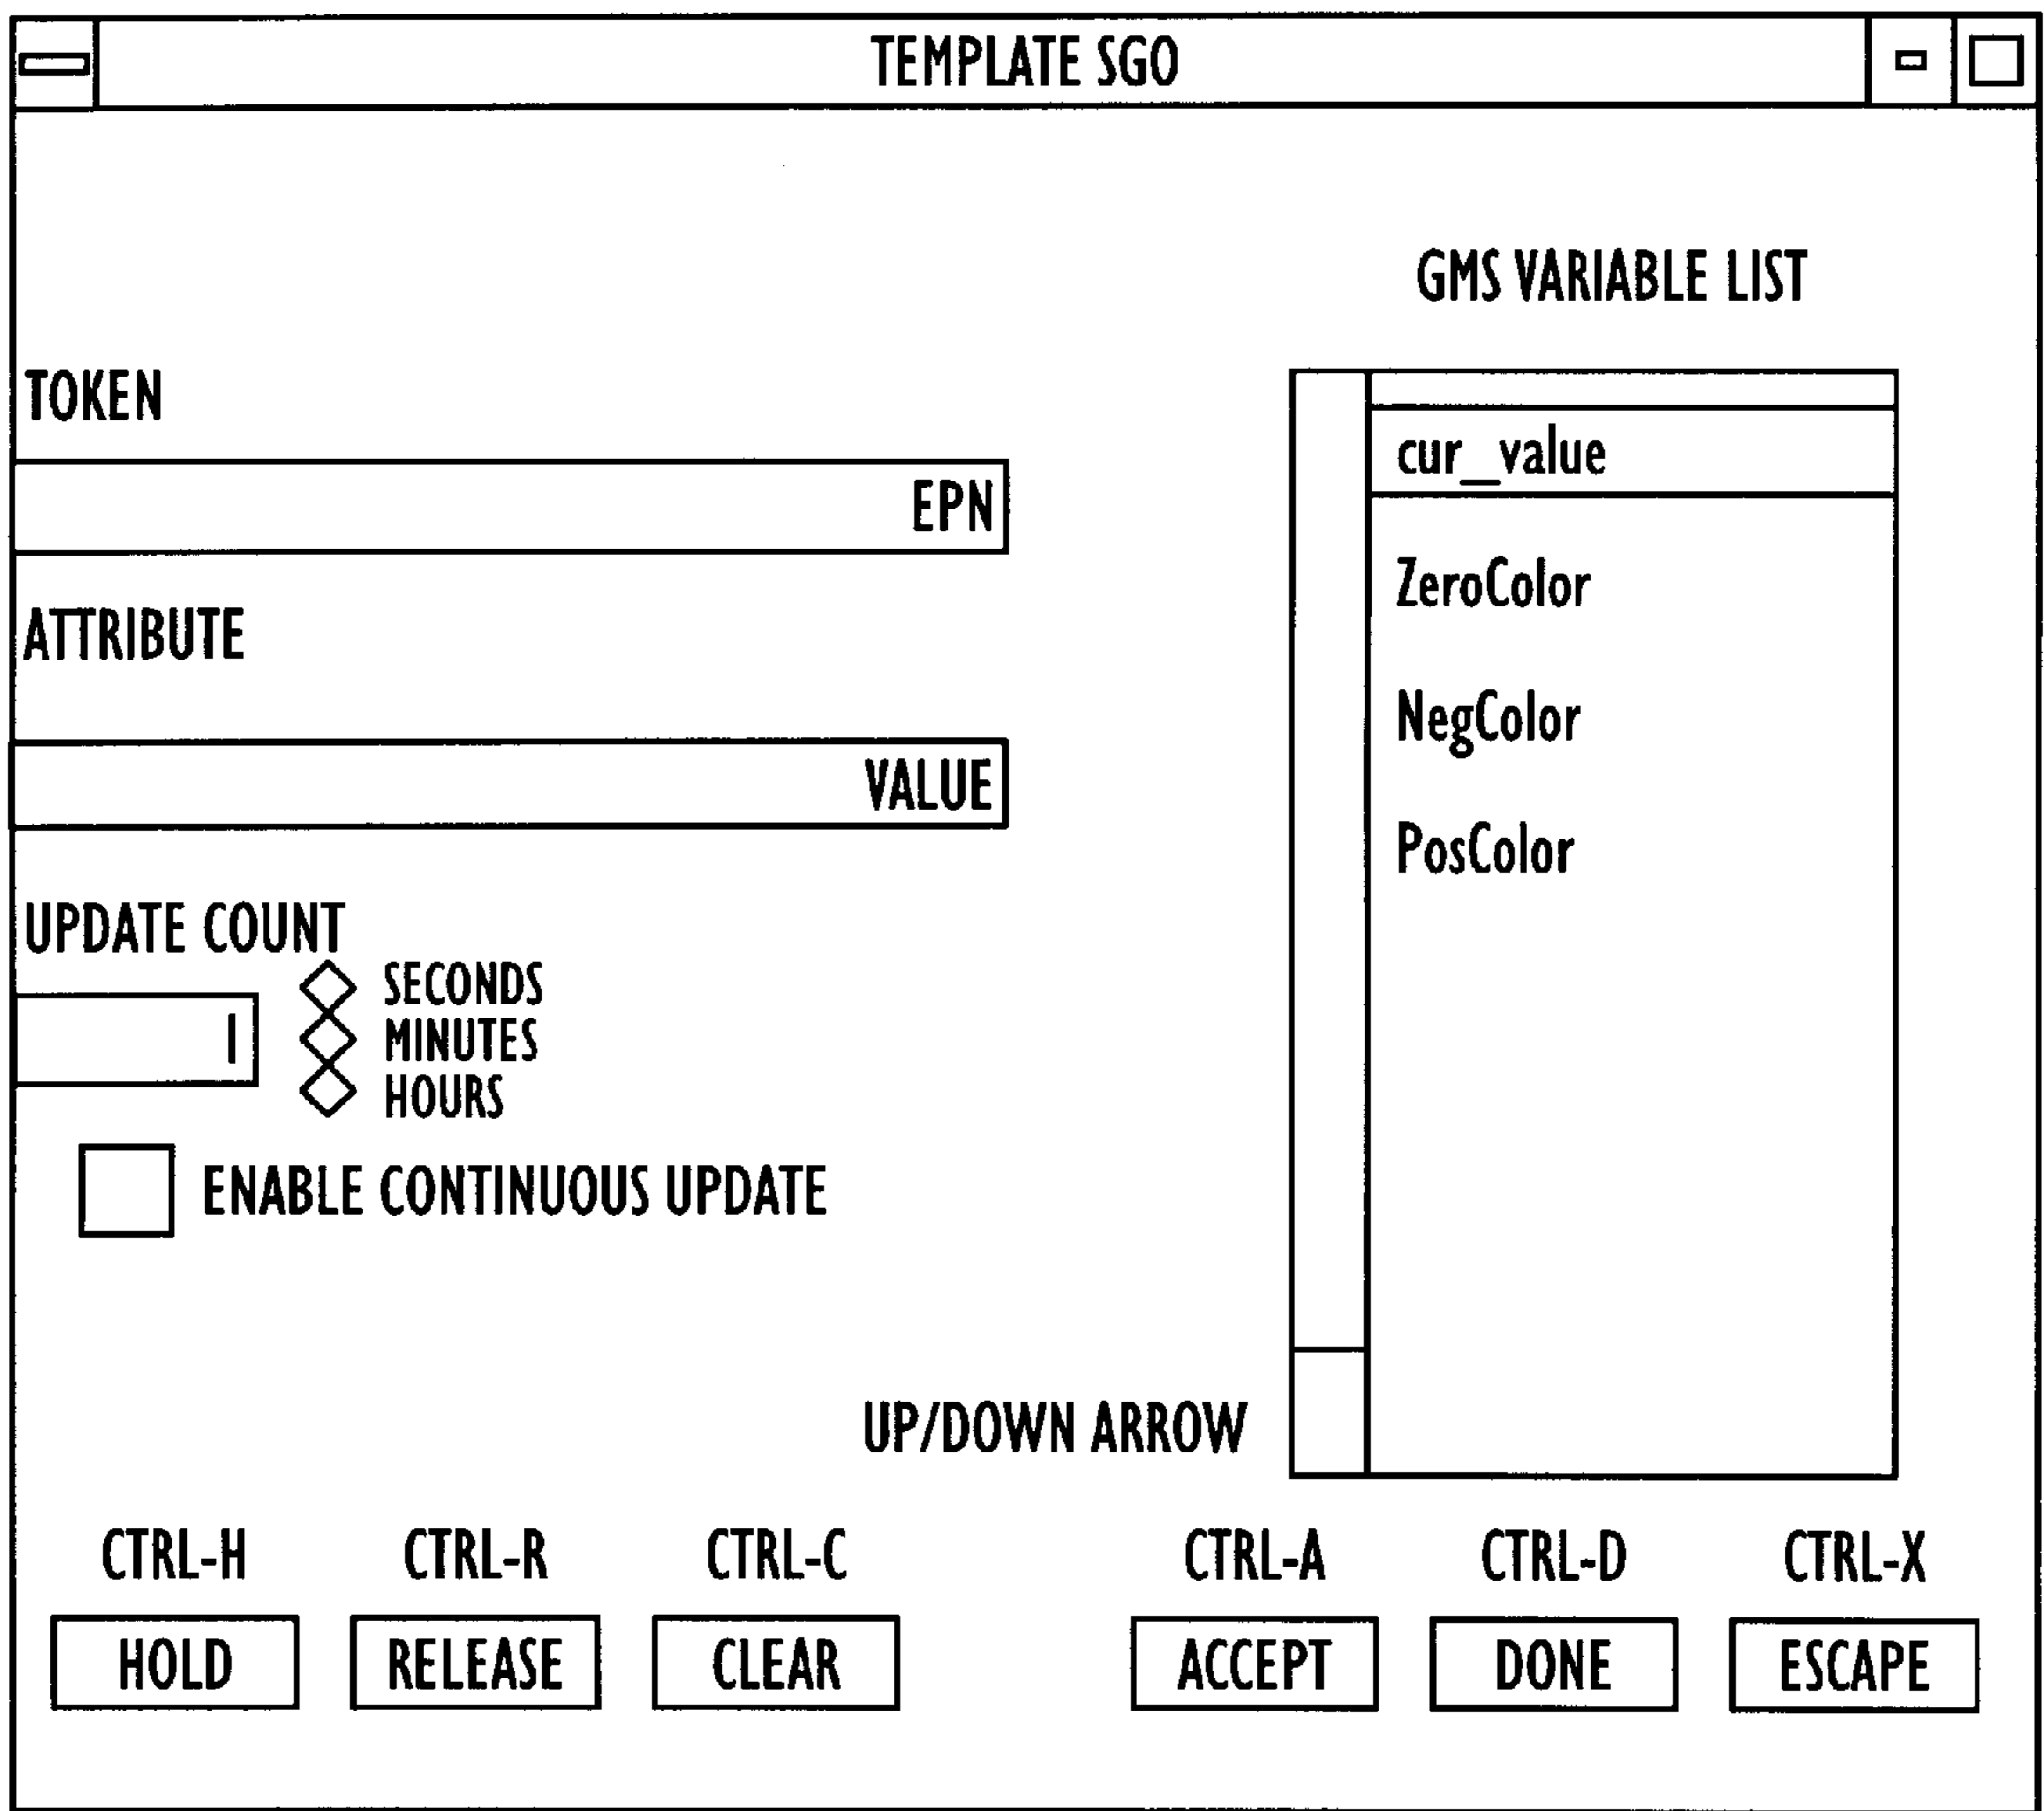 TEMPLATE SGO
GMS VARIABLE LIST
TOKEN
EPN
ATTRIBUTE
VALUE
UPDATE COUNT
SECONDS
MINUTES
HOURS
ENABLE CONTINUOUS UPDATE
cur_value
ZeroColor
NegColor
PosColor
UP/DOWN ARROW
CTRL-H CTRL-R CTRL-C CTRL-A CTRL-D CTRL-X
HOLD RELEASE CLEAR ACCEPT DONE ESCAPE